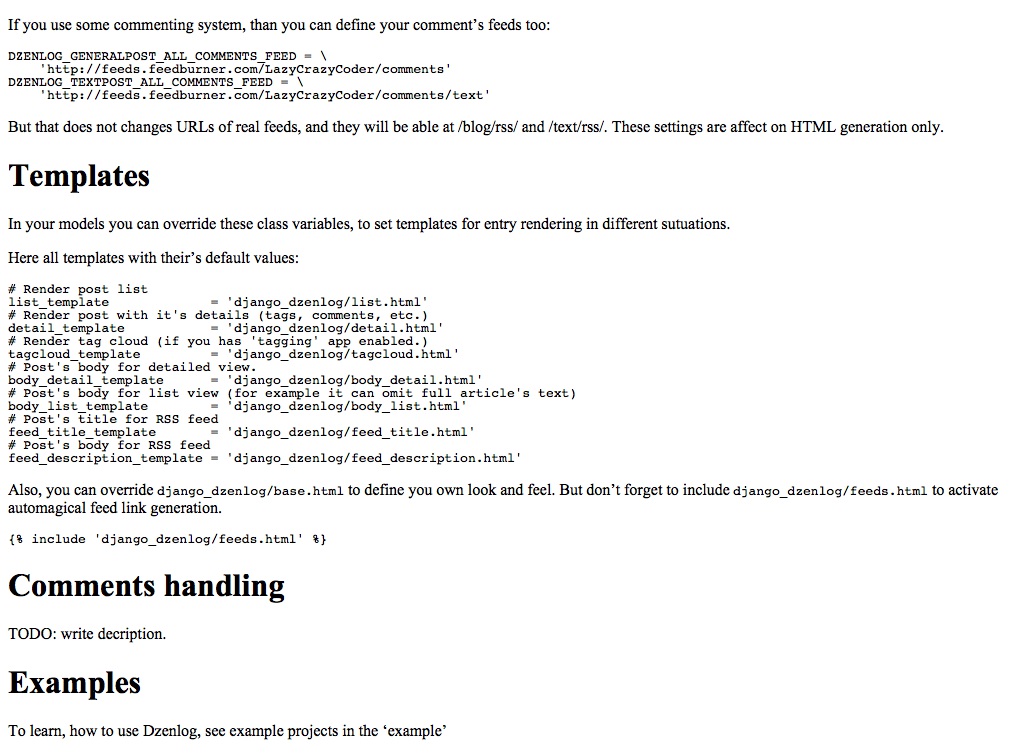 If you use some commenting system, than you can define your comment’s feeds too:
DZENLOG_GENERALPOST_ALL_COMMENTS_FEED = \
    'http://feeds.feedburner.com/LazyCrazyCoder/comments'
DZENLOG_TEXTPOST_ALL_COMMENTS_FEED = \
    'http://feeds.feedburner.com/LazyCrazyCoder/comments/text'
But that does not changes URLs of real feeds, and they will be able at /blog/rss/ and /text/rss/. These settings are affect on HTML generation only.
Templates
In your models you can override these class variables, to set templates for entry rendering in different sutuations.
Here all templates with their’s default values:
# Render post list
list_template             = 'django_dzenlog/list.html'
# Render post with it's details (tags, comments, etc.)
detail_template           = 'django_dzenlog/detail.html'
# Render tag cloud (if you has 'tagging' app enabled.)
tagcloud_template         = 'django_dzenlog/tagcloud.html'
# Post's body for detailed view.
body_detail_template      = 'django_dzenlog/body_detail.html'
# Post's body for list view (for example it can omit full article's text)
body_list_template        = 'django_dzenlog/body_list.html'
# Post's title for RSS feed
feed_title_template       = 'django_dzenlog/feed_title.html'
# Post's body for RSS feed
feed_description_template = 'django_dzenlog/feed_description.html'
Also, you can override django_dzenlog/base.html to define you own look and feel. But don’t forget to include django_dzenlog/feeds.html to activate
automagical feed link generation.
{% include 'django_dzenlog/feeds.html' %}
Comments handling
TODO: write decription.
Examples
To learn, how to use Dzenlog, see example projects in the ‘example’